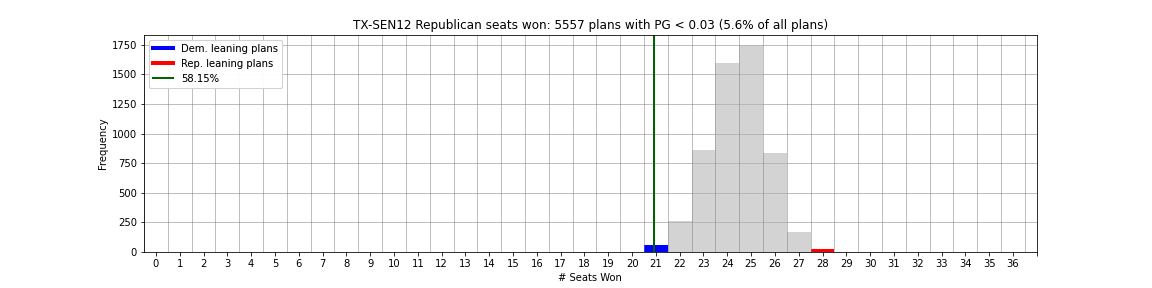 TX-SEN12 Republican seats won: 5557 plans with PG < 0.03 (5.6% of all plans)
Dem. leaning plans
Rep. leaning plans
58.15%
1750
1500
1250
1000
750
500
250
0
Frequency
0 1 2 3 4 5 6 7 8 9 10 11 12 13 14 15 16 17 18 19 20 21 22 23 24 25 26 27 28 29 30 31 32 33 34 35 36
# Seats Won